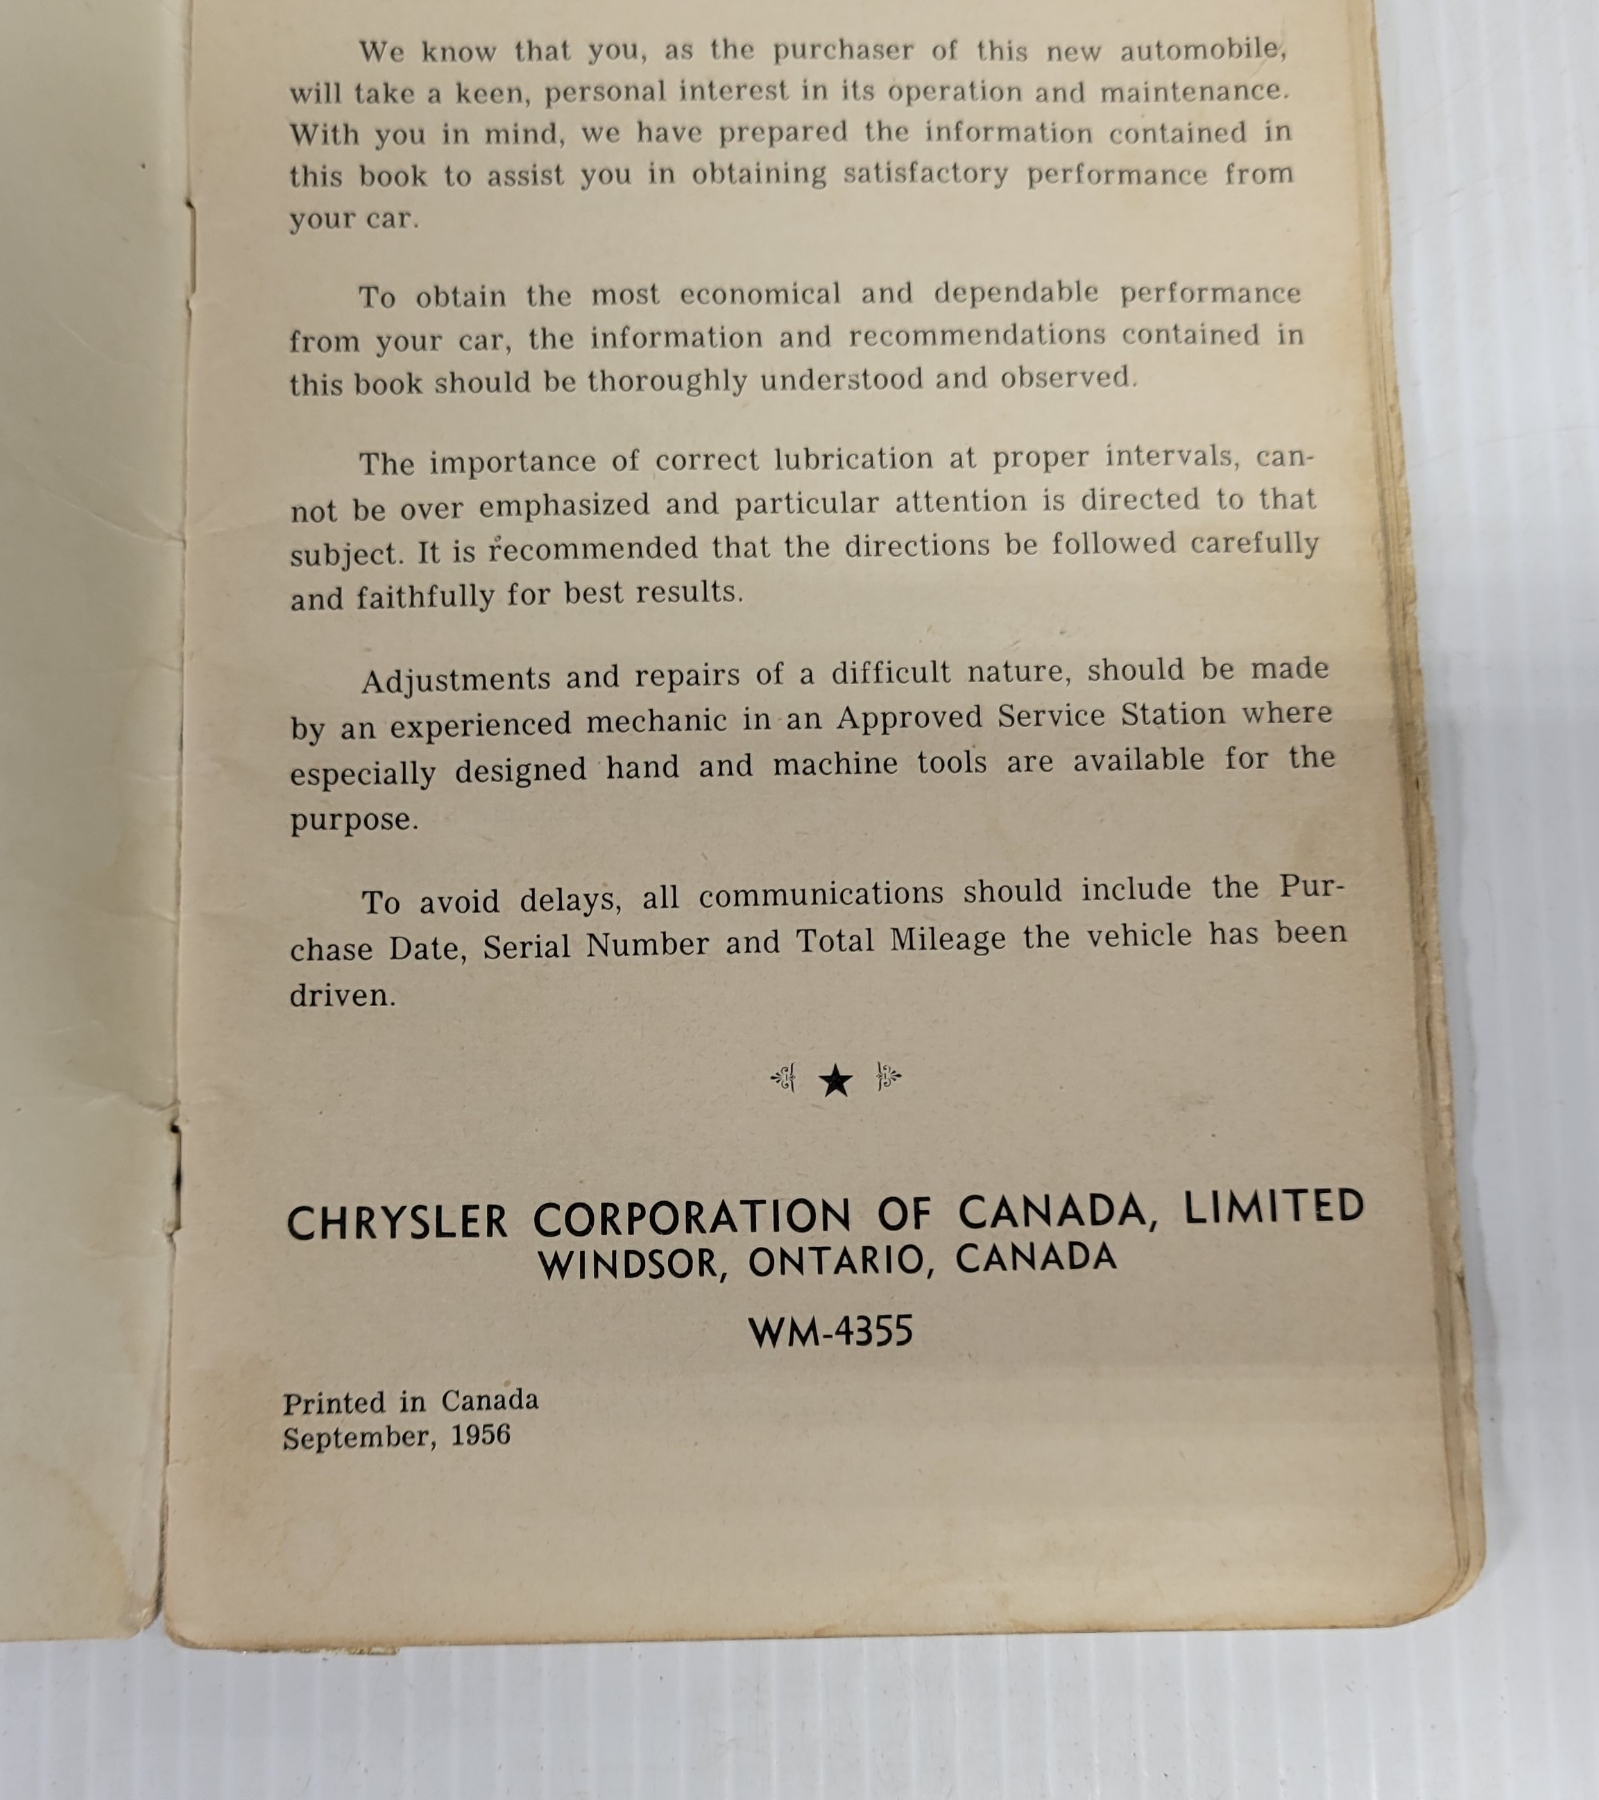 We know that you, as the purchaser of this new automobile,
will take a keen, personal interest in its operation and maintenance.
With you in mind, we have prepared the information contained in
this book to assist you in obtaining satisfactory performance from
your car.
To obtain the most economical and dependable performance
from your car, the information and recommendations contained in
this book should be thoroughly understood and observed.
The importance of correct lubrication at proper intervals, can-
not be over emphasized and particular attention is directed to that
subject. It is recommended that the directions be followed carefully
and faithfully for best results.
Adjustments and repairs of a difficult nature, should be made
by an experienced mechanic in an Approved Service Station where
especially designed hand and machine tools are available for the
purpose.
To avoid delays, all communications should include the Pur-
chase Date, Serial Number and Total Mileage the vehicle has been
driven.
CHRYSLER CORPORATION OF CANADA, LIMITED
WINDSOR, ONTARIO, CANADA
WM-4355
Printed in Canada
September, 1956